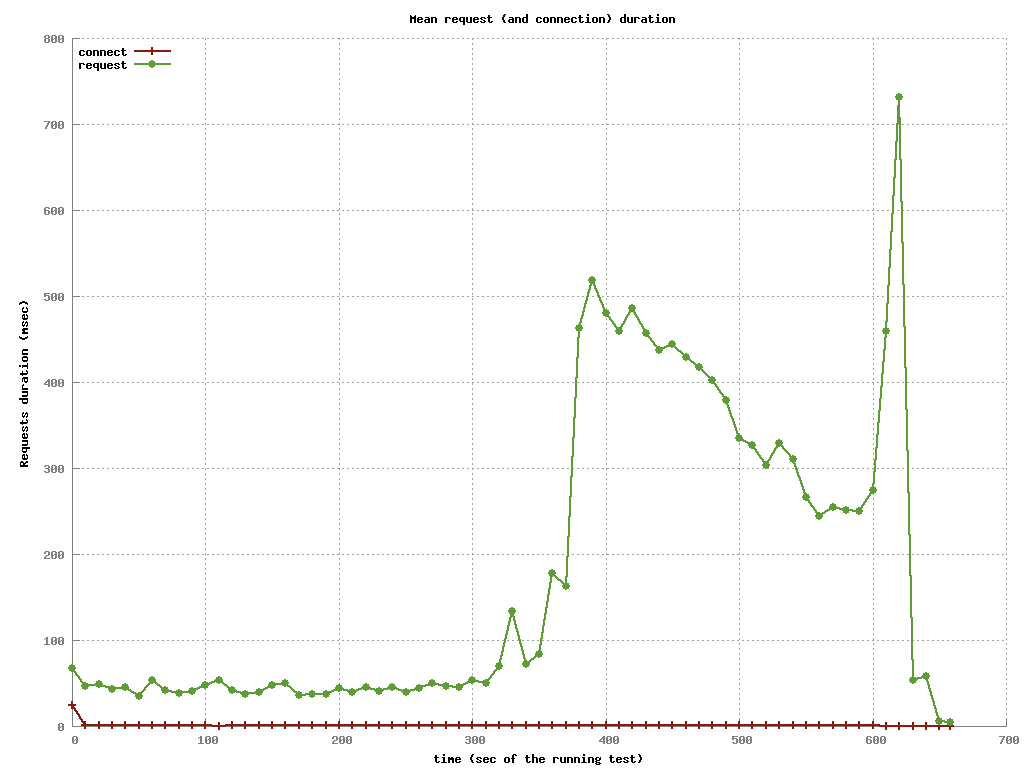 Mean request (and connection) duration
800
connect
request
700
600
500
400
300
200
100
0
Requests duration (msec)
0 100 200 300 400 500 600 700
time (sec of the running test)